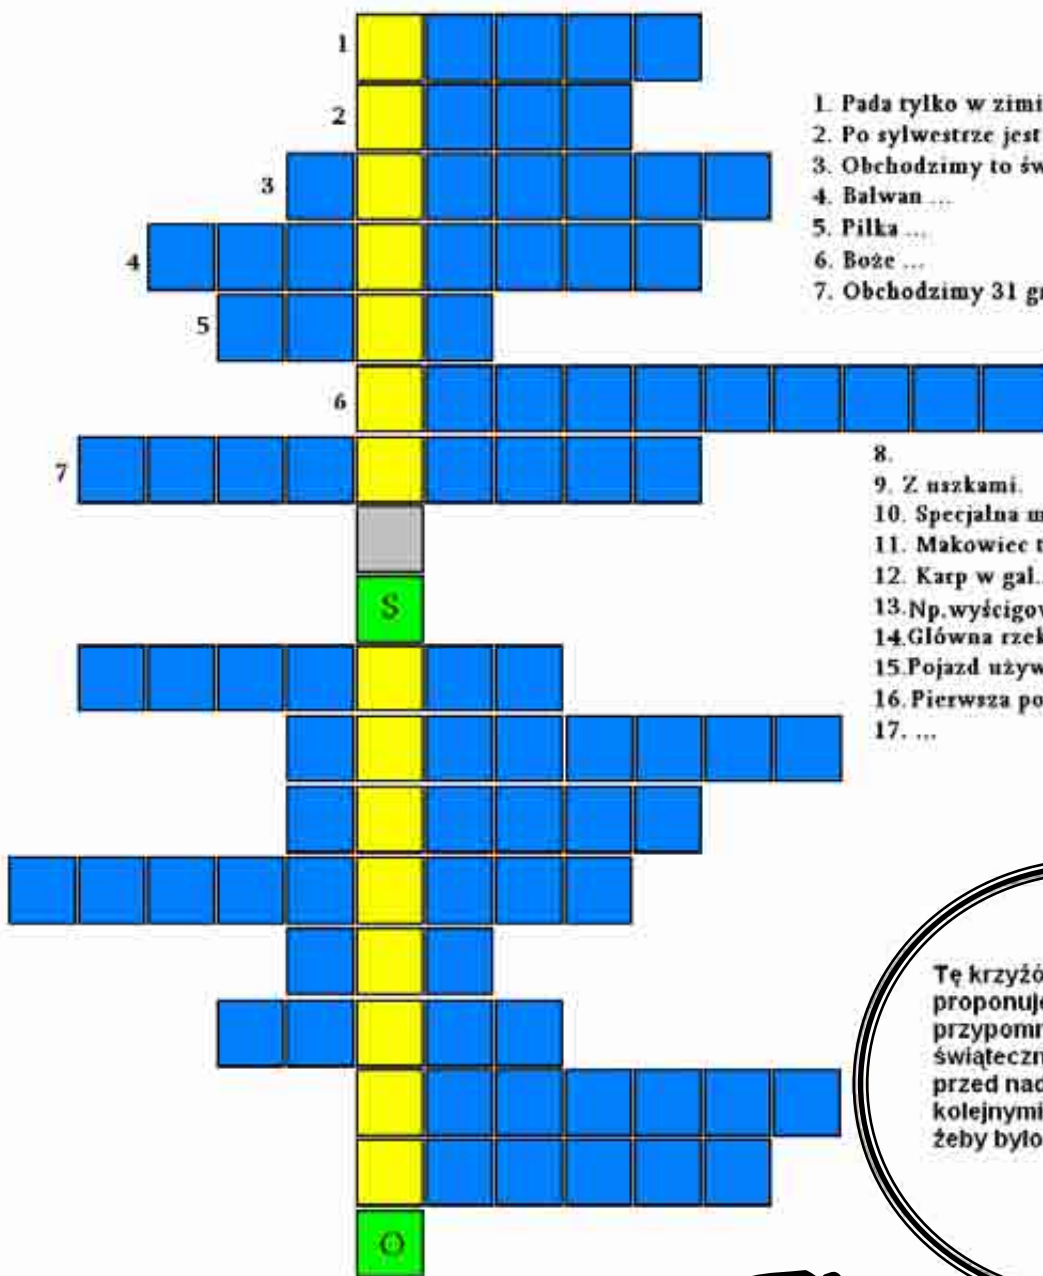 1
2
3
4
5
6
7
S
O
1. Pada tylko w zimi
2. Po sylwestrze jest
3. Obchodzimy to św
4. Bałwan ...
5. Piłka ...
6. Boże ...
7. Obchodzimy 31 gr
8.
9. Z uszkami.
10. Specjalna m
11. Makowiec t
12. Karp w gal..
13.Np.wyścigow
14.Główna rzek
15.Pojazd używ
16.Pierwsza po
17. ...
Tę krzyżó
proponuje
przypomn
świąteczn
przed nad
kolejnymi
żeby było